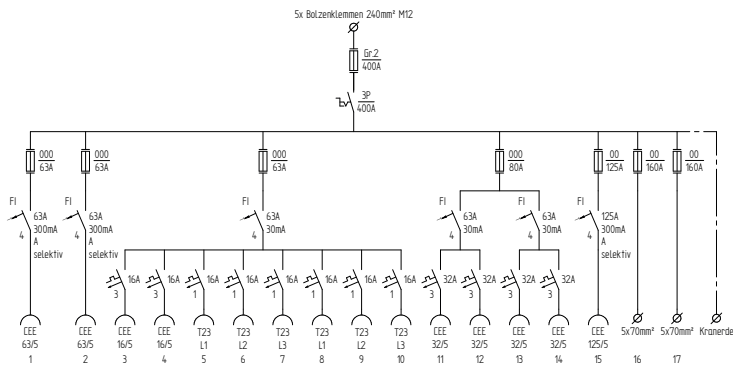 5x Bolzenklemmen 240mm² M12
Gr.2
400A
3P
400A
000
63A
000
63A
000
63A
000
80A
00
125A
00
160A
00
160A
FI
63A
300mA
A
selektiv
4
FI
63A
300mA
A
selektiv
4
FI
63A
30mA
4
FI
63A
30mA
4
FI
63A
30mA
4
FI
125A
300mA
A
selektiv
4
16A 16A 16A 16A 16A 16A 16A 16A 32A 32A 32A 32A
3 3 1 1 1 1 1 1 3 3 3 3
CEE CEE CEE CEE T23 T23 T23 T23 T23 T23 CEE CEE CEE CEE CEE 5x70mm² 5x70mm² Kranerde
63/5 63/5 16/5 16/5 L1 L2 L3 L1 L2 L3 32/5 32/5 32/5 32/5 125/5
1 2 3 4 5 6 7 8 9 10 11 12 13 14 15 16 17